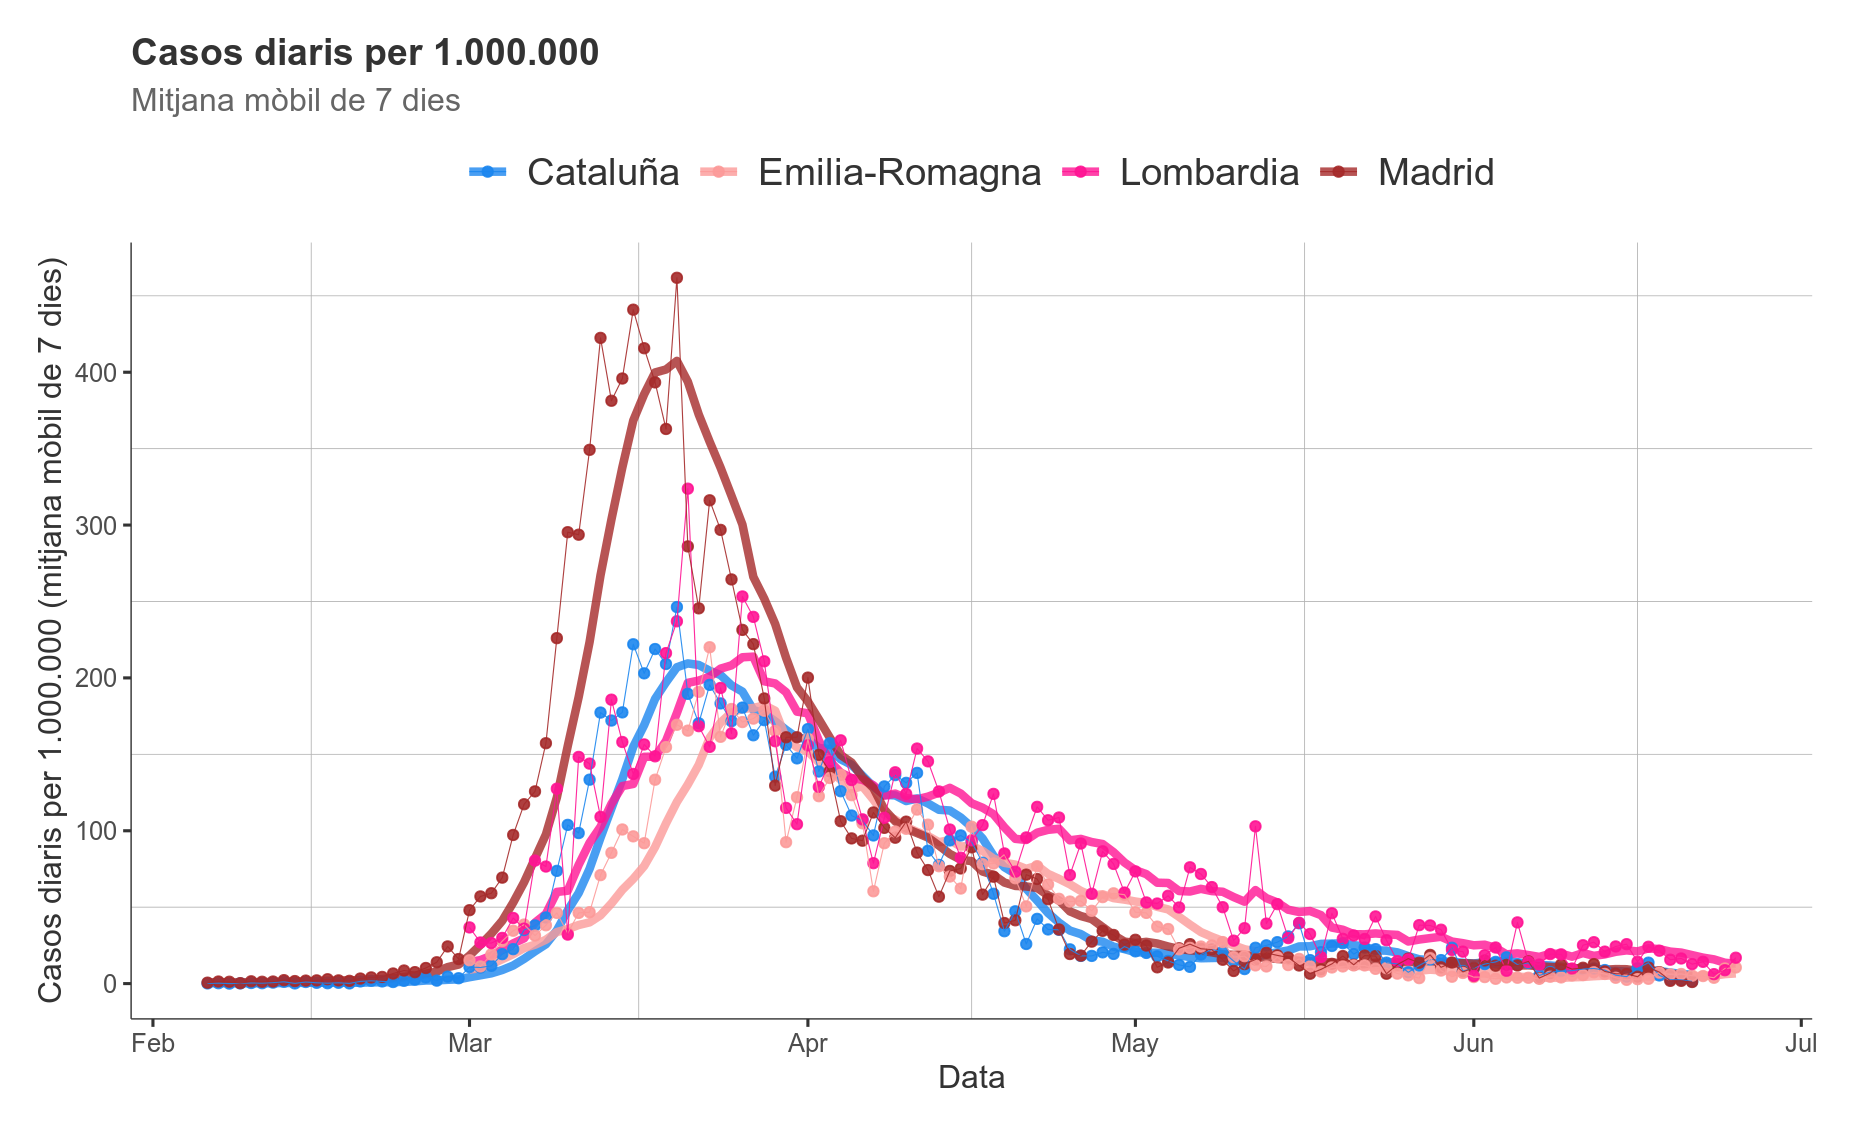 Casos diaris per 1.000.000
Mitjana mòbil de 7 dies
Cataluña Emilia-Romagna Lombardia Madrid
Casos diaris per 1.000.000 (mitjana mòbil de 7 dies)
400
300
200
100
0
Feb Mar Apr May Jun Jul
Data